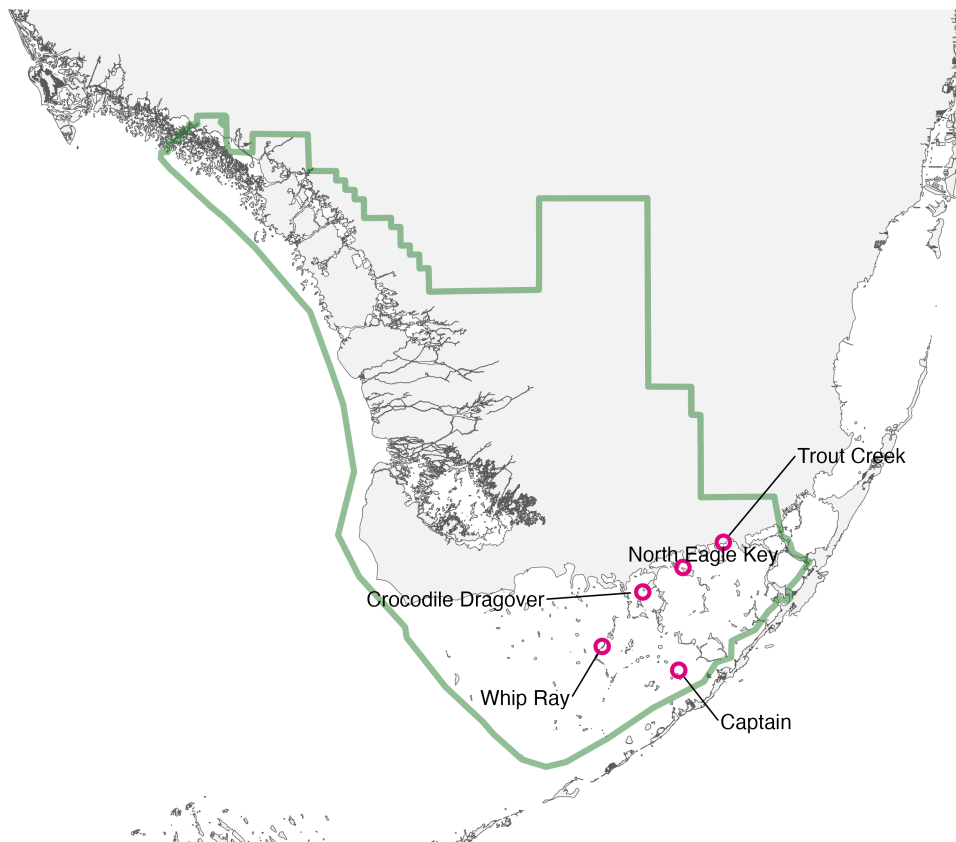 Trout Creek
North Eagle Key
Crocodile Dragover
Whip Ray
Captain